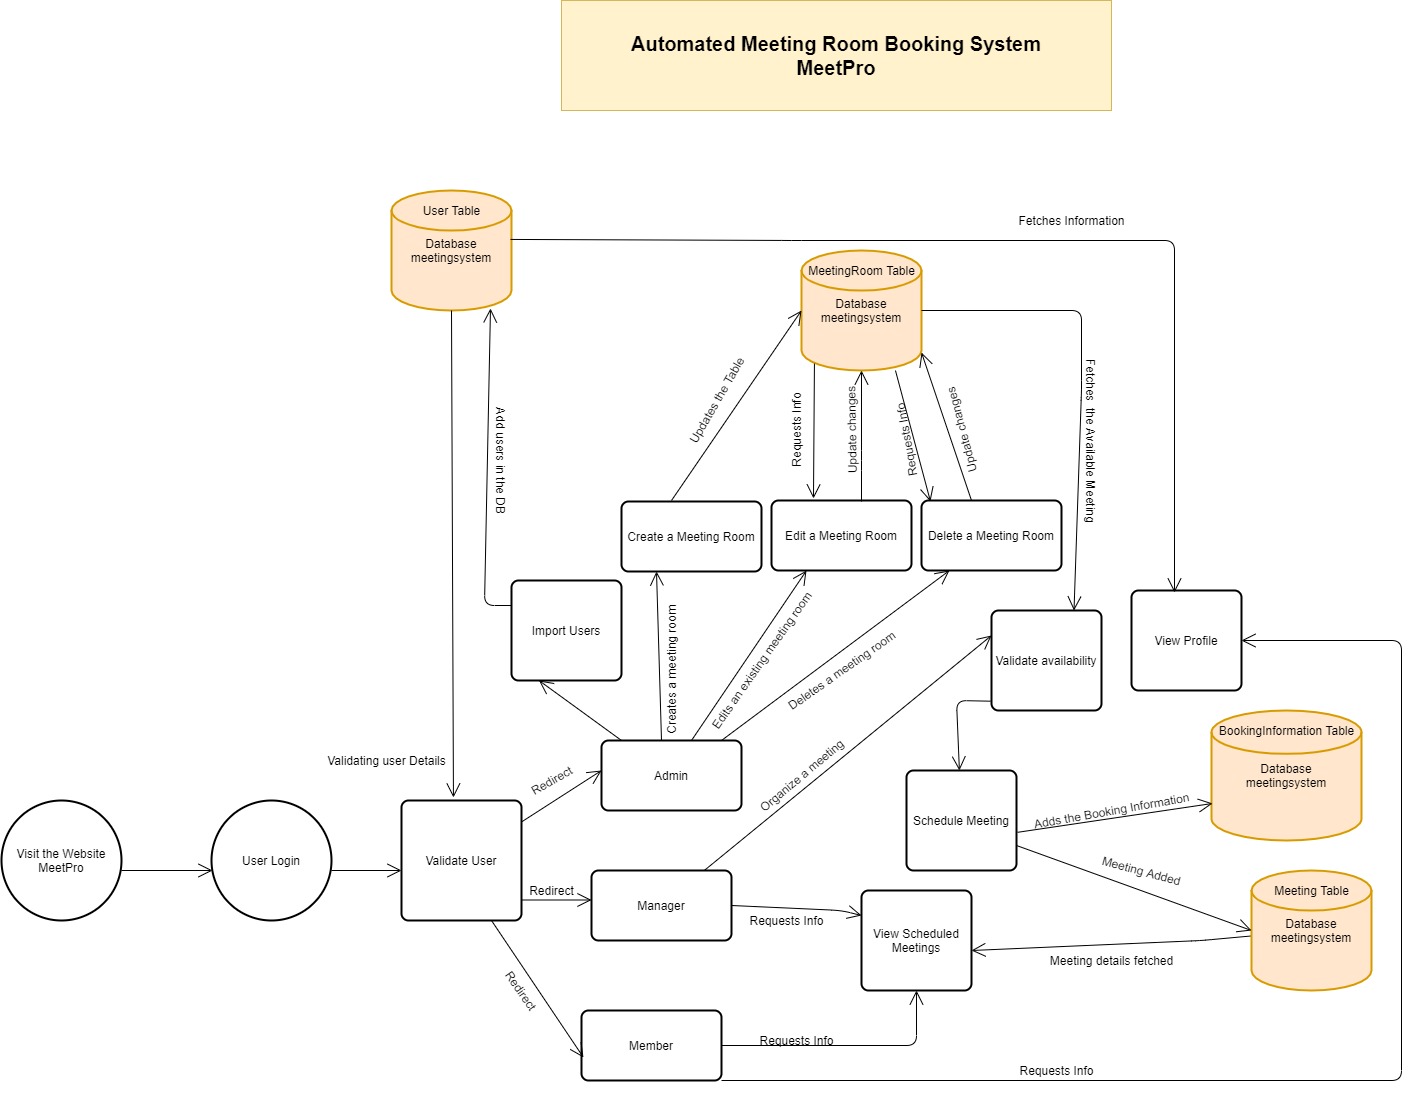 Automated Meeting Room Booking System
MeetPro
User Table
Database
meetingsystem
Fetches Information
MeetingRoom Table
Database
meetingsystem
Updates the Table
Requests Info
Update changes
Requests Info
Update changes
Fetches  the Available Meeting
Add users in the DB
Create a Meeting Room
Edit a Meeting Room
Delete a Meeting Room
Import Users
Creates a meeting room
Edits an existing meeting room
Deletes a meeting room
Validate availability
View Profile
BookingInformation Table
Database
meetingsystem
Validating user Details
Redirect
Admin
Organize a meeting
Schedule Meeting
Adds the Booking Information
Visit the Website
MeetPro
User Login
Validate User
Redirect
Manager
Requests Info
View Scheduled
Meetings
Meeting Added
Meeting Table
Database
meetingsystem
Meeting details fetched
Redirect
Member
Requests Info
Requests Info